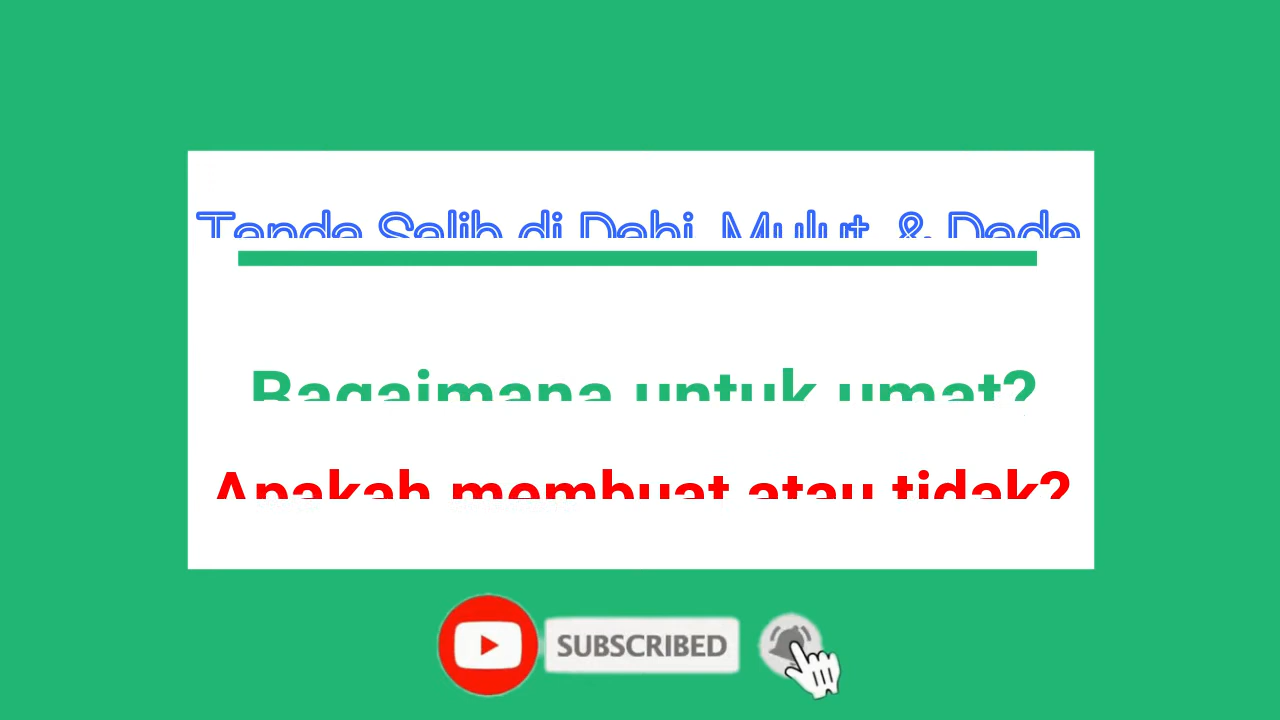 Tanda Salib di Dahi, Mulut, & Dada
Bagaimana untuk umat?
Apakah membuat atau tidak?
SUBSCRIBED